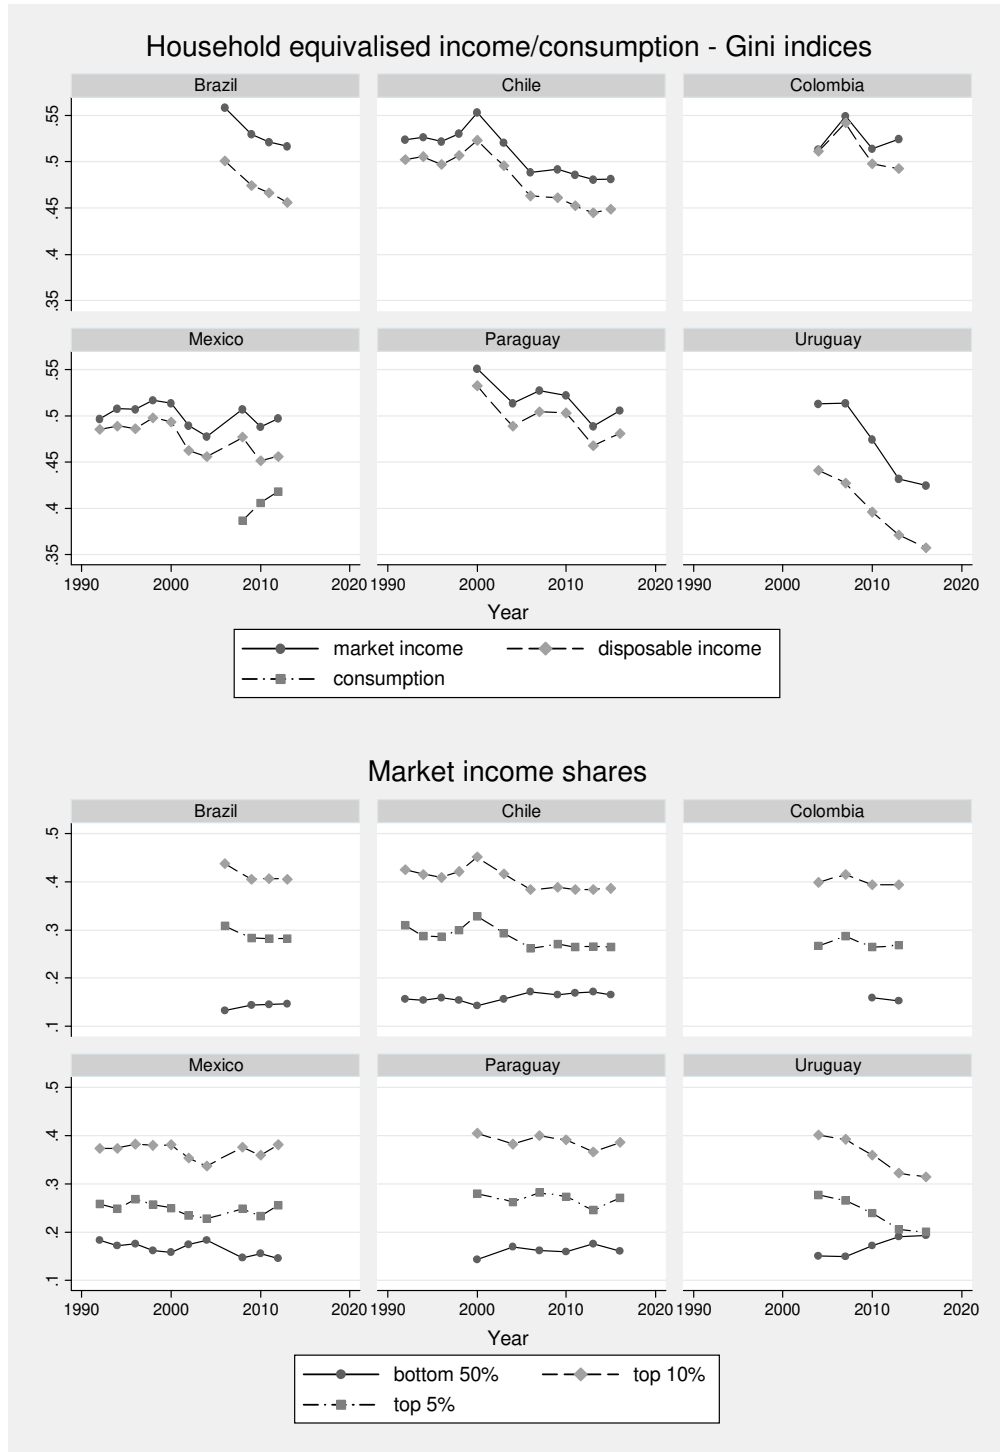 Household equivalised income/consumption - Gini indices
Brazil Chile Colombia
.55
.5
.45
.4
.35
Mexico Paraguay Uruguay
.55
.5
.45
.4
.35
1990 2000 2010 2020 1990 2000 2010 2020 1990 2000 2010 2020
Year
market income disposable income
consumption
Market income shares
Brazil Chile Colombia
.5
.4
.3
.2
.1
Mexico Paraguay Uruguay
.5
.4
.3
.2
.1
1990 2000 2010 2020 1990 2000 2010 2020 1990 2000 2010 2020
Year
bottom 50% top 10%
top 5%